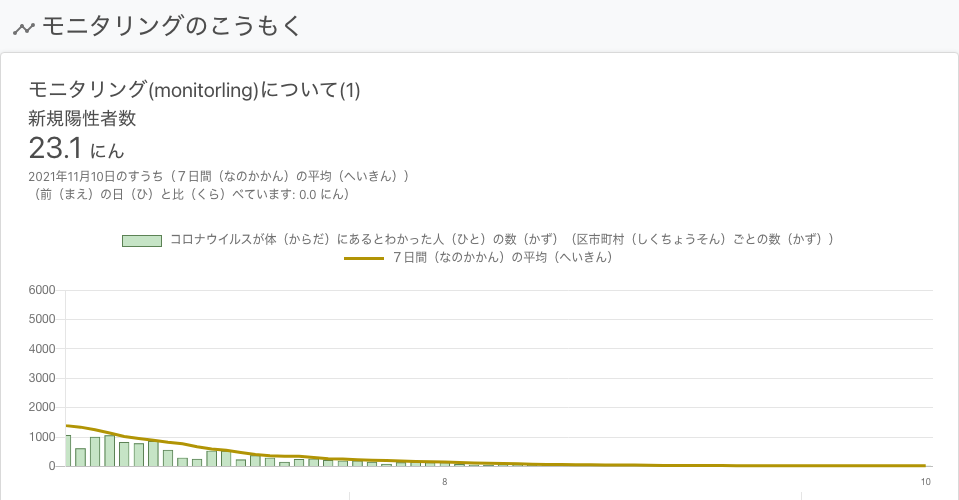 モニタリングのこうもく
モニタリング(monitorling)について(1)
新規陽性者数
23.1 にん
2021年11月10日のすうち（７日間（なのかかん）の平均（へいきん））
（前（まえ）の日（ひ）と比（くら）べています: 0.0 にん）
コロナウイルスが体（からだ）にあるとわかった人（ひと）の数（かず）（区市町村（しくちょうそん）ごとの数（かず））
７日間（なのかかん）の平均（へいきん）
6000
5000
4000
3000
2000
1000
0
8
10